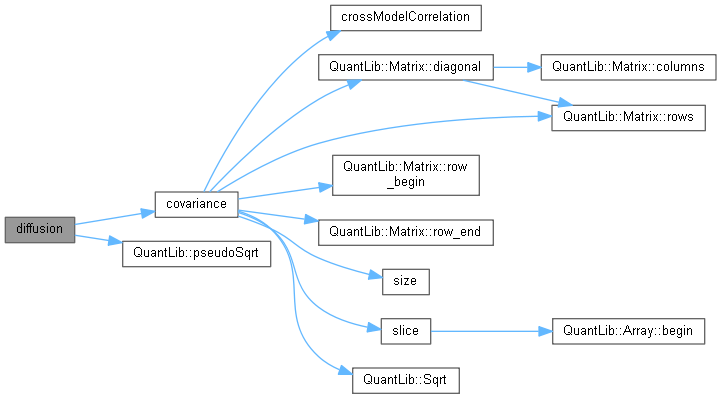 crossModelCorrelation
QuantLib::Matrix::diagonal
QuantLib::Matrix::columns
QuantLib::Matrix::rows
QuantLib::Matrix::row
_begin
covariance
diffusion
QuantLib::Matrix::row_end
QuantLib::pseudoSqrt
size
slice
QuantLib::Array::begin
QuantLib::Sqrt